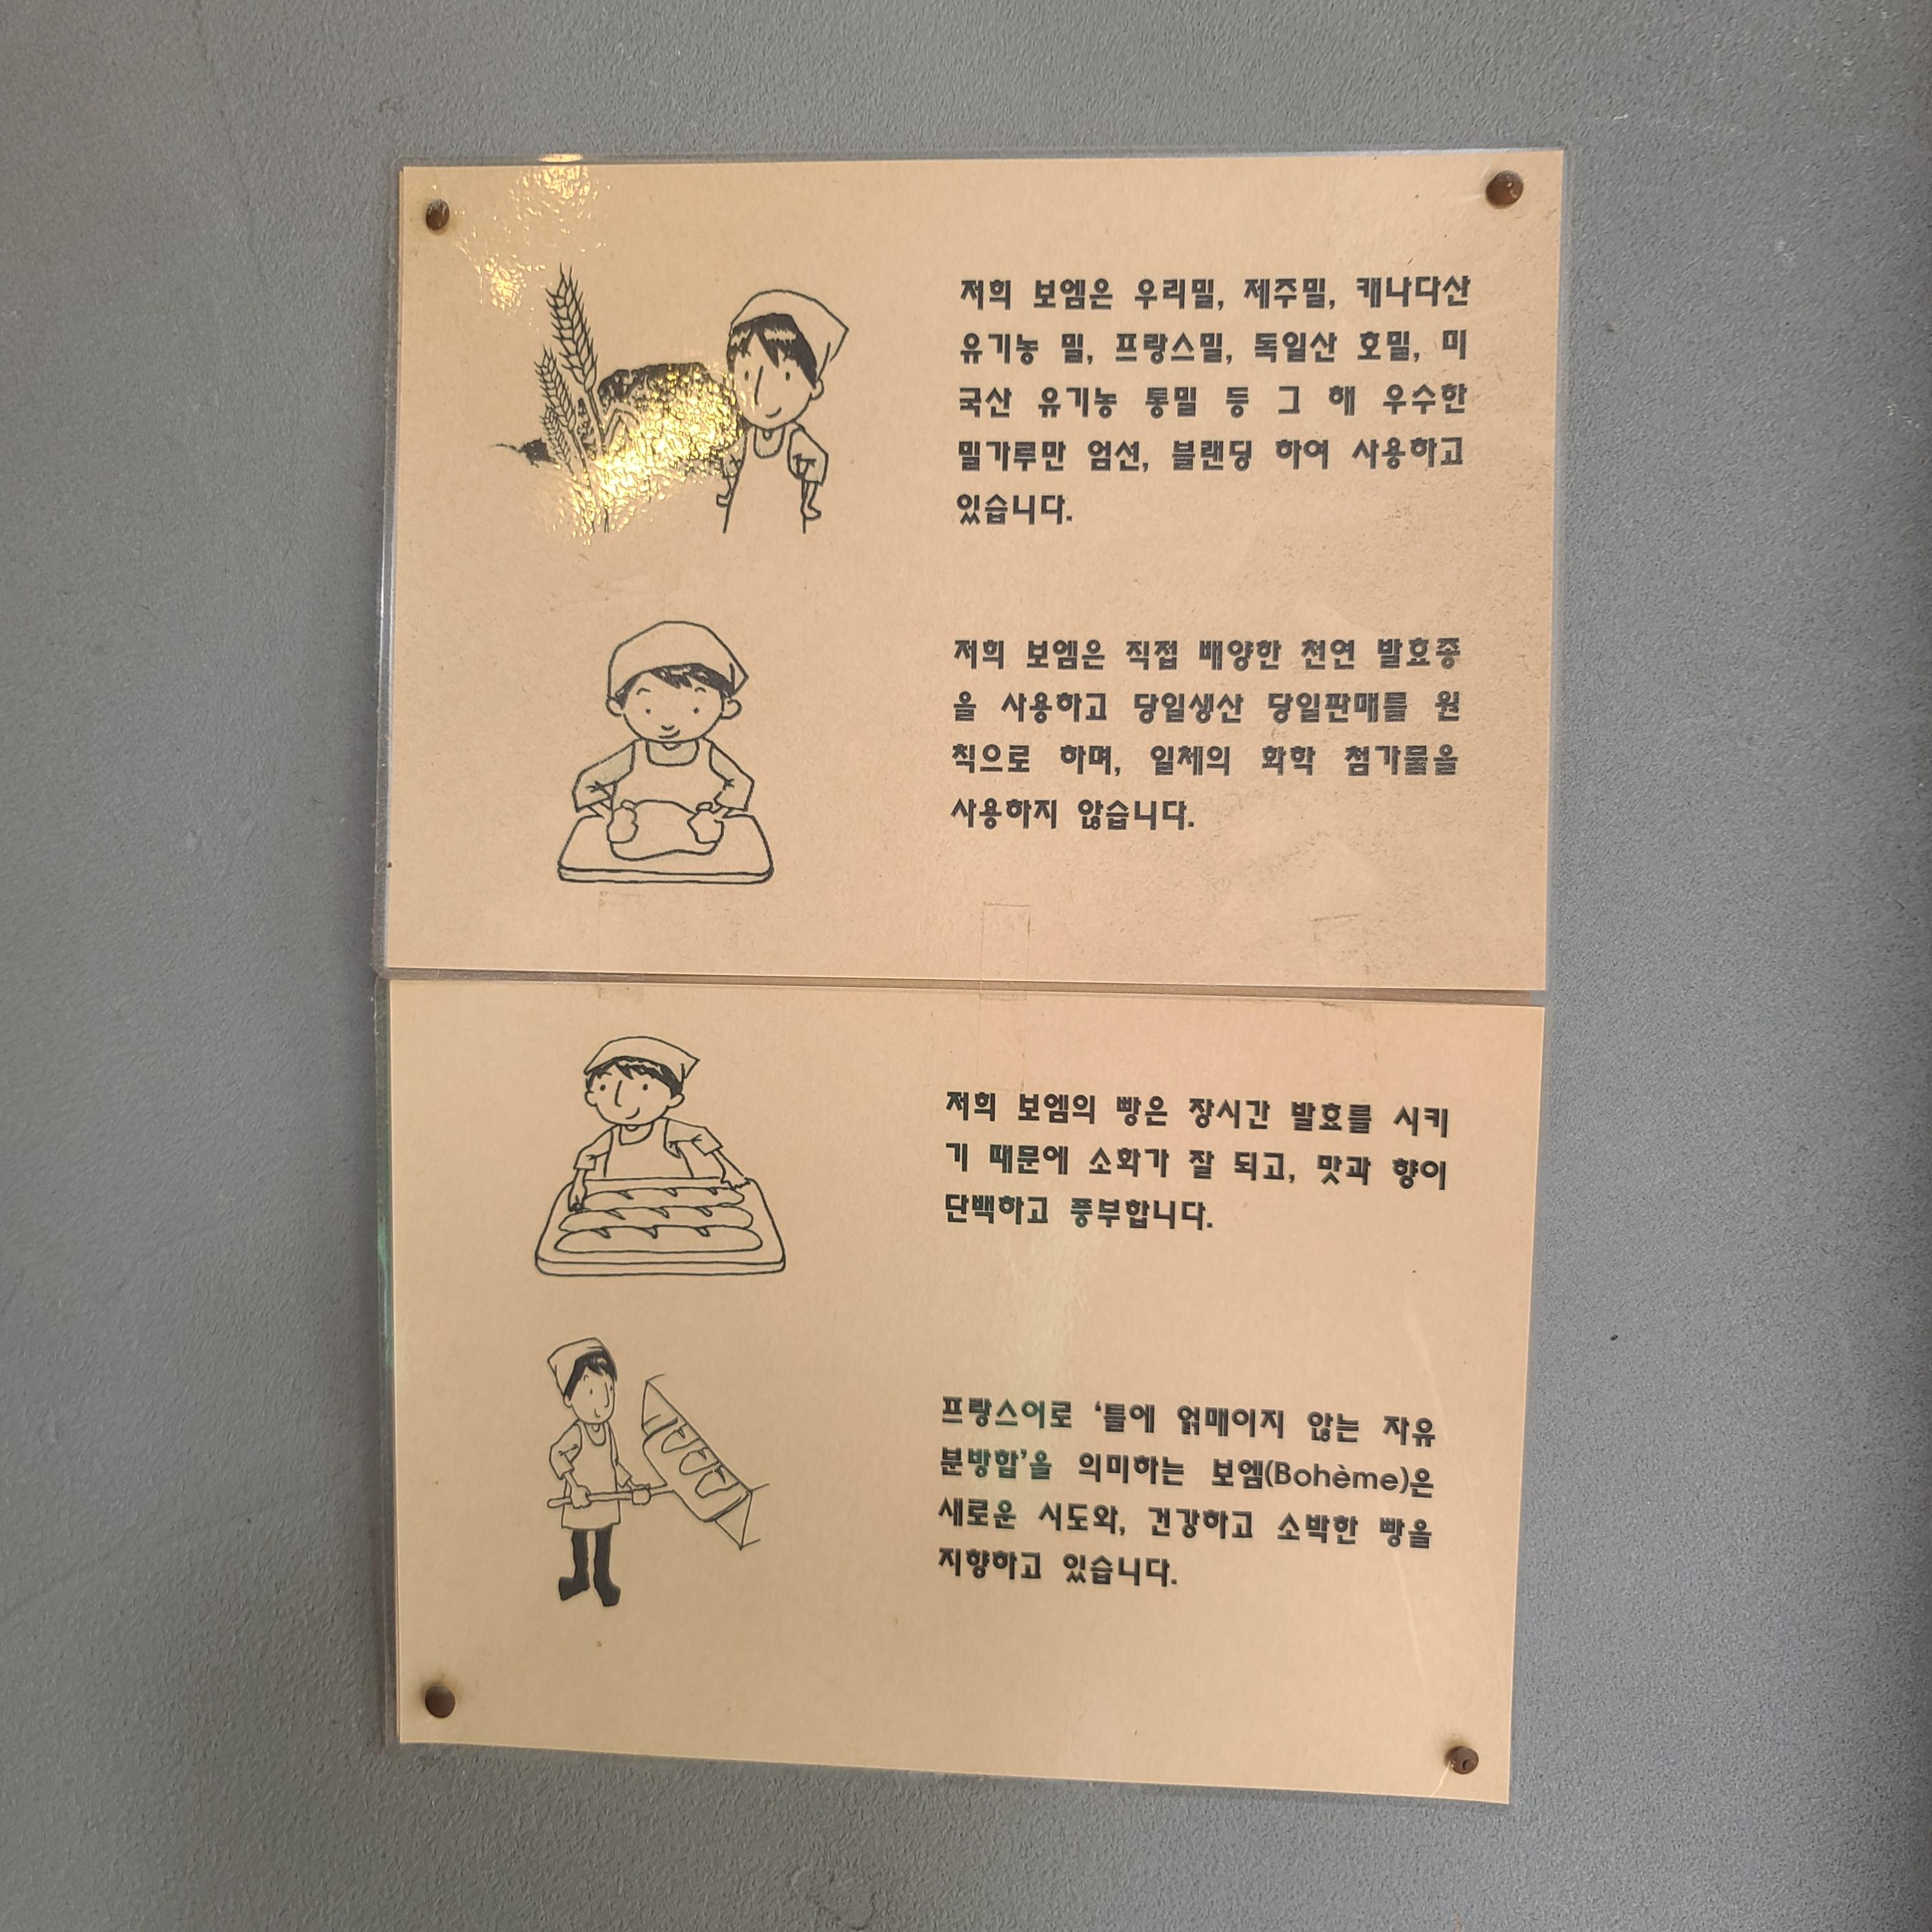 저희 보엠은 우리밀, 제주밀, 캐나다산
유기농 밀, 프랑스밀, 독일산 호밀, 미
국산 유기농 통밀 등 그 해 우수한
밀가루만 엄선, 블랜딩 하여 사용하고
있습니다.
저희 보엠은 직접 배양한 천연 발효종
을 사용하고 당일생산 당일판매를 원
칙으로 하며, 일체의 화학 첨가물을
사용하지 않습니다.
저희 보엠의 빵은 장시간 발효를 시키
기 때문에 소화가 잘 되고, 맛과 향이
단백하고 풍부합니다.
프랑스어로 ‘틀에 얽매이지 않는 자유
분방함’을 의미하는 보엠(Bohème)은
새로운 시도와, 건강하고 소박한 빵을
지향하고 있습니다.